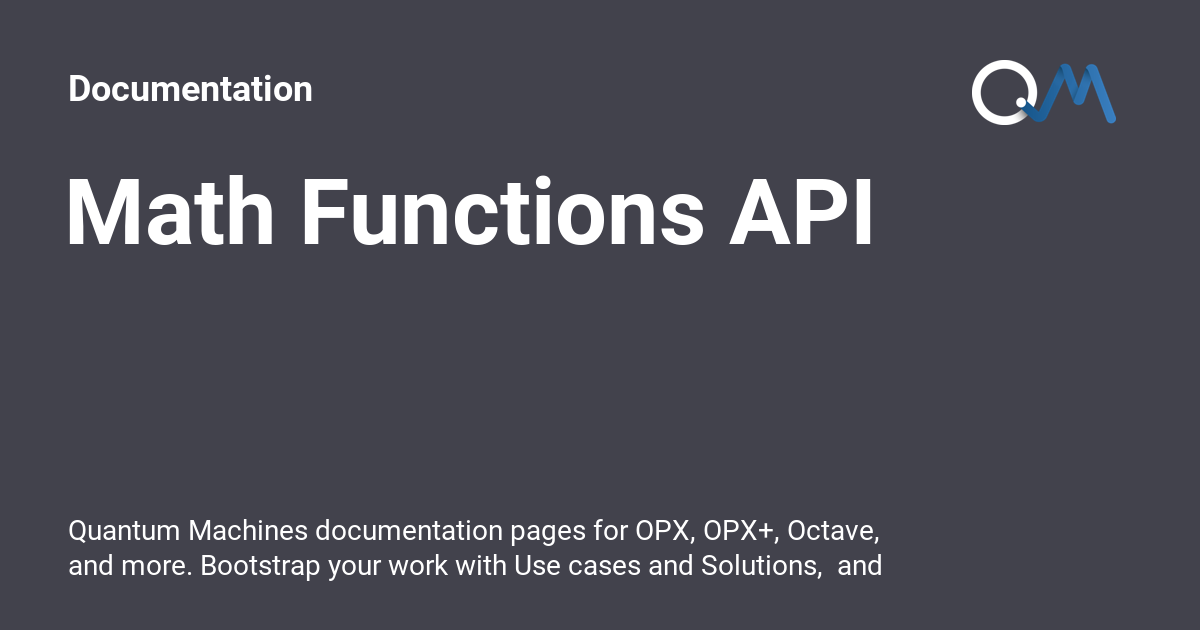 Documentation
QM
Math Functions API
Quantum Machines documentation pages for OPX, OPX+, Octave,
and more. Bootstrap your work with Use cases and Solutions,  and